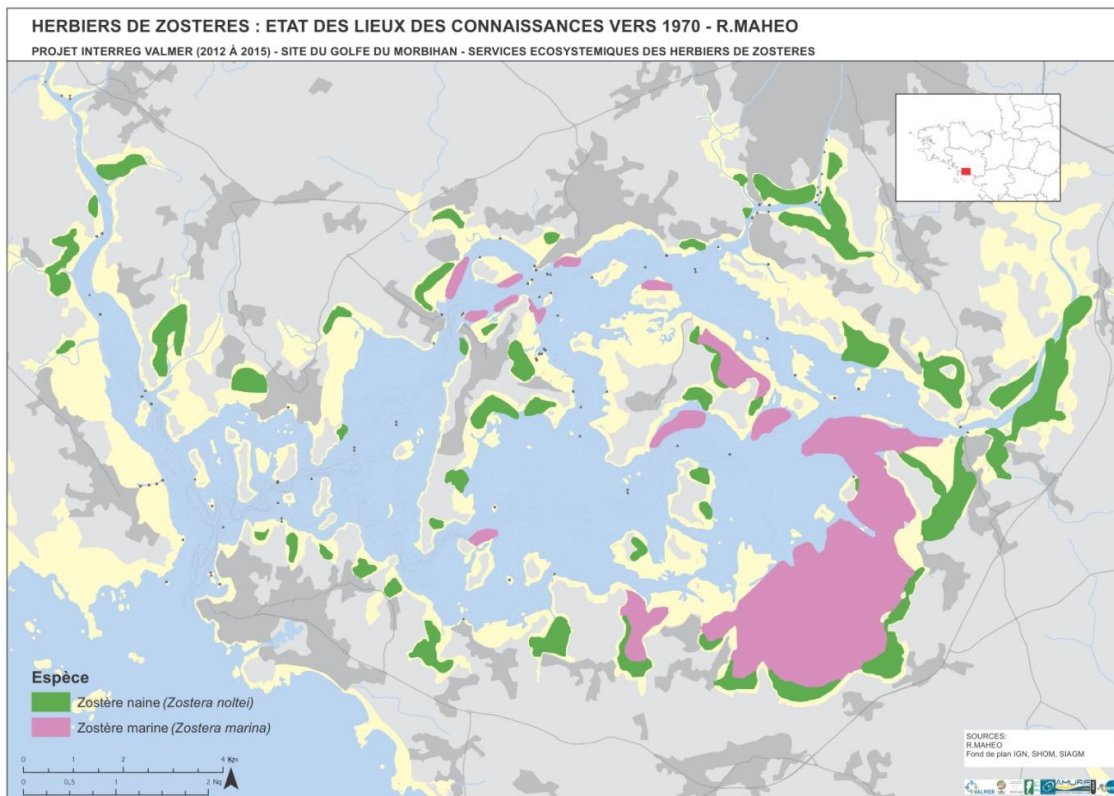 HERBIERS DE ZOSTERES : ETAT DES LIEUX DES CONNAISSANCES VERS 1970 - R.MAHEO
PROJET INTERREG VALMER (2012 À 2015) - SITE DU GOLFE DU MORBIHAN - SERVICES ECOSYSTEMIQUES DES HERBIERS DE ZOSTERES
Espèce
Zostère naine (Zostera noltei)
Zostère marine (Zostera marina)
0 1 2 4 Km
0 0,5 1 2 Nq
SOURCES:
R.MAHEO
Fond de plan IGN, SHOM, SIAGM
VALMER
AMURE